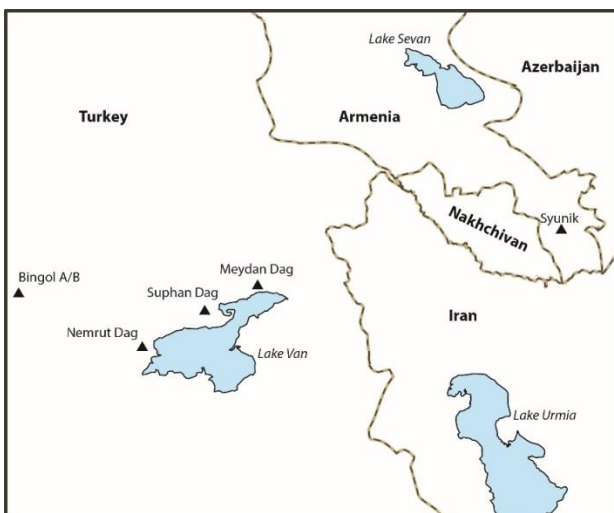 Lake Sevan
Azerbaijan
Turkey
Armenia
Nakhchivan
Syunik
Bingol A/B
Meydan Dag
Suphan Dag
Iran
Nemrut Dag
Lake Van
Lake Urmia